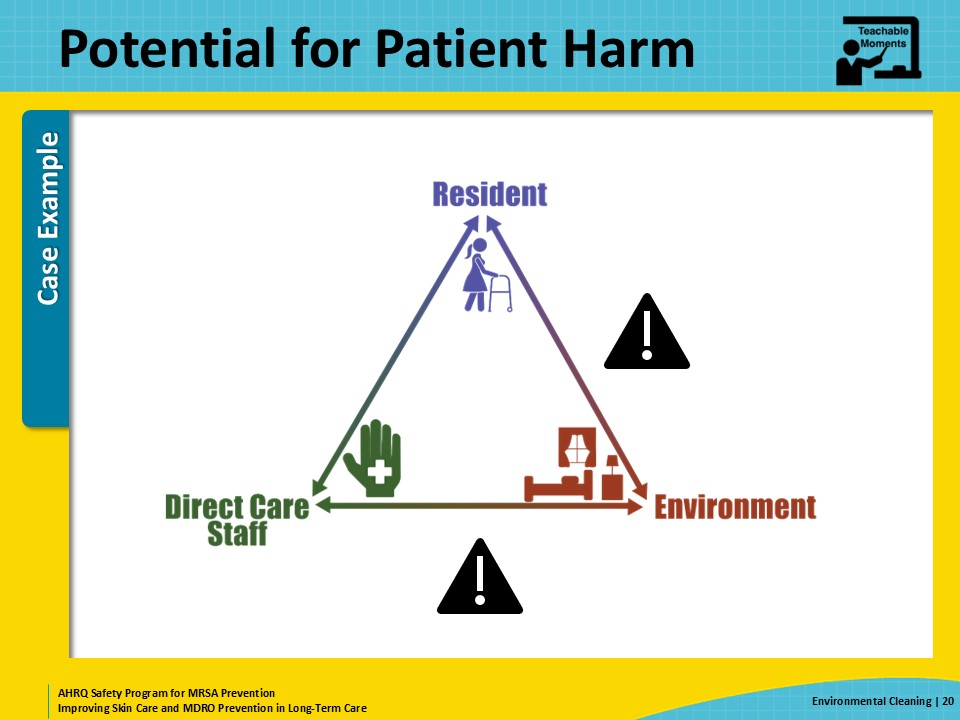 Potential for Patient Harm
Teachable
Moments
Case Example
Resident
Direct Care
Staff
Environment
AHRQ Safety Program for MRSA Prevention
Improving Skin Care and MDRO Prevention in Long-Term Care
Environmental Cleaning | 20